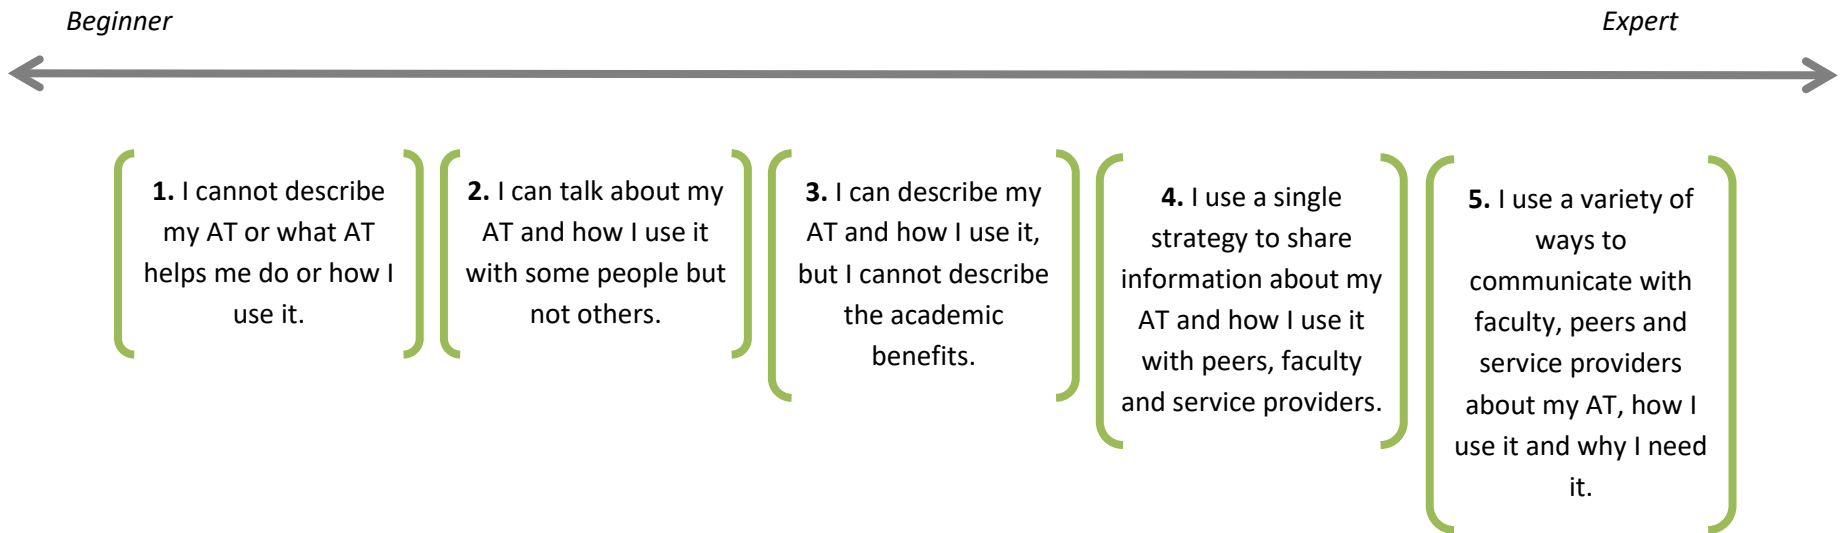 Beginner
Expert
1. I cannot describe
my AT or what AT
helps me do or how I
use it.
2. I can talk about my
AT and how I use it
with some people but
not others.
3. I can describe my
AT and how I use it,
but I cannot describe
the academic
benefits.
4. I use a single
strategy to share
information about my
AT and how I use it
with peers, faculty
and service providers.
5. I use a variety of
ways to
communicate with
faculty, peers and
service providers
about my AT, how I
use it and why I need
it.